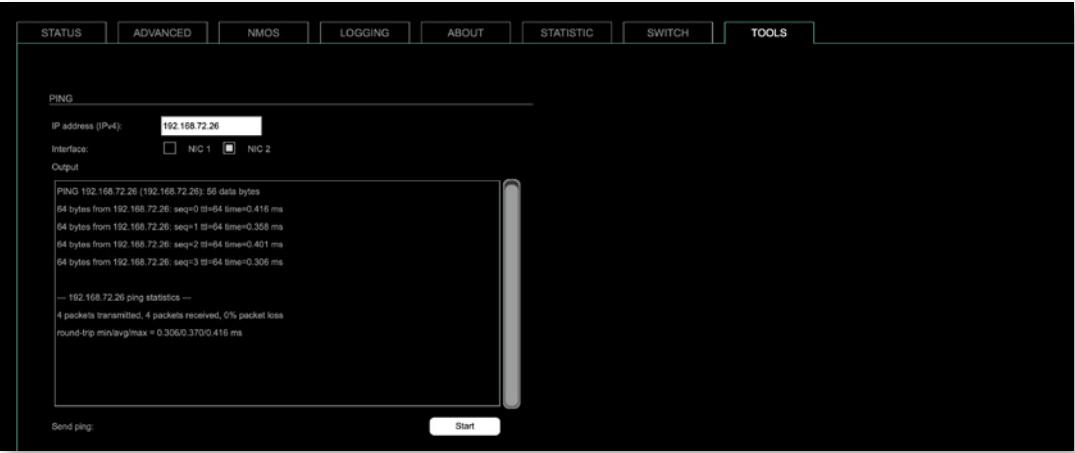 STATUS ADVANCED NMOS LOGGING ABOUT STATISTIC SWITCH TOOLS
PING
IP address (IPv4): 192.168.72.26
Interface: NIC 1 NIC 2
Output
PING 192.168.72.26 (192.168.72.26): 56 data bytes
64 bytes from 192.168.72.26: seq=0 ttl=64 time=0.416 ms
64 bytes from 192.168.72.26: seq=1 ttl=64 time=0.358 ms
64 bytes from 192.168.72.26: seq=2 ttl=64 time=0.401 ms
64 bytes from 192.168.72.26: seq=3 ttl=64 time=0.306 ms
--- 192.168.72.26 ping statistics ---
4 packets transmitted, 4 packets received, 0% packet loss
round-trip min/avg/max = 0.306/0.370/0.416 ms
Send ping: Start